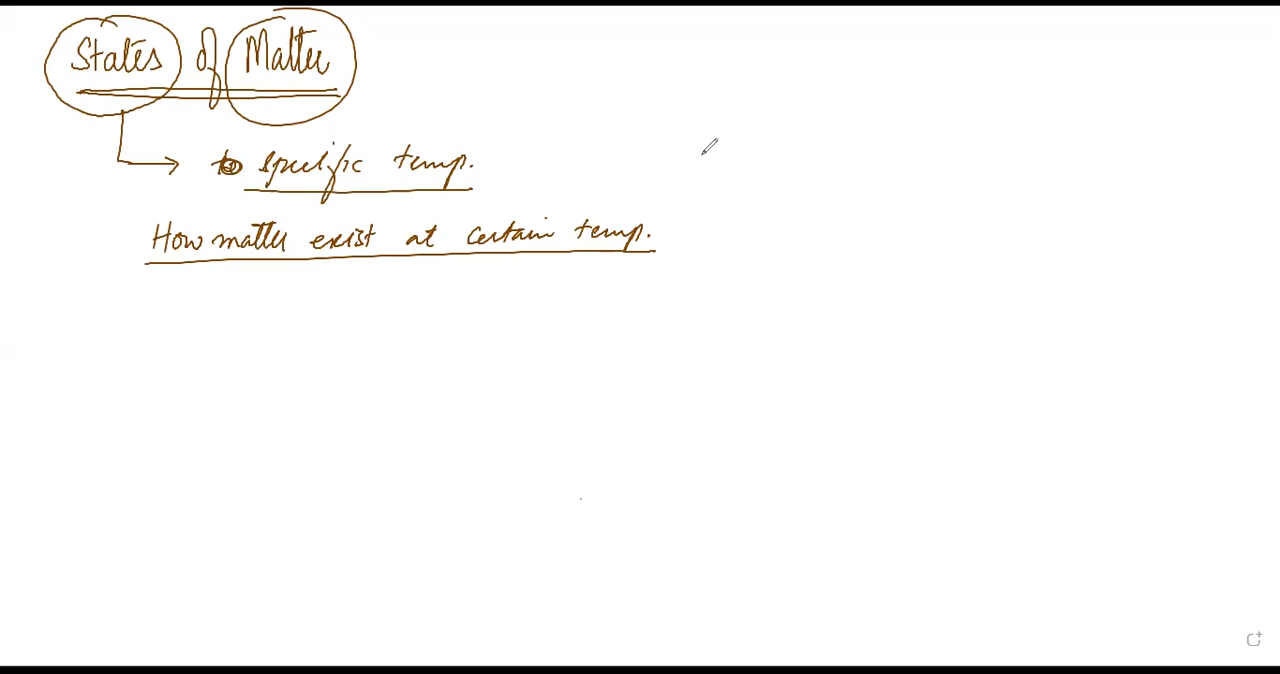 States of Matter
specific temp.
How matter exist at certain temp.